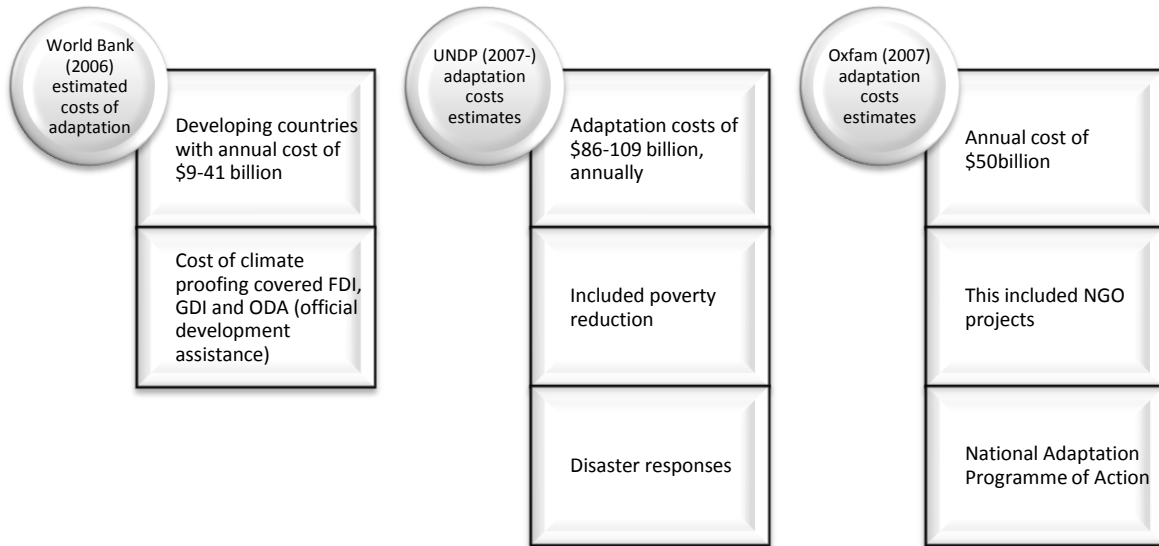 World Bank
(2006)
estimated
costs of
adaptation
Developing countries
with annual cost of
$9-41 billion
Cost of climate
proofing covered FDI,
GDI and ODA (official
development
assistance)
UNDP (2007-)
adaptation
costs
estimates
Adaptation costs of
$86-109 billion,
annually
Included poverty
reduction
Disaster responses
Oxfam (2007)
adaptation
costs
estimates
Annual cost of
$50billion
This included NGO
projects
National Adaptation
Programme of Action